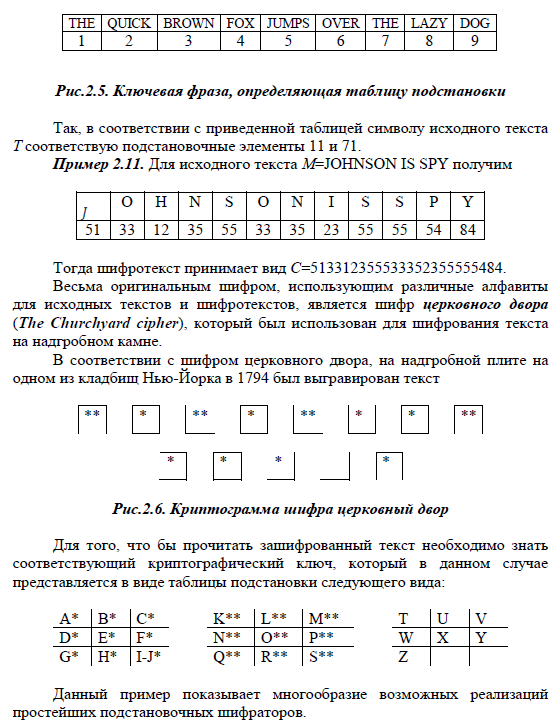 THE QUICK BROWN FOX JUMPS OVER THE LAZY DOG
1 2 3 4 5 6 7 8 9
Рис.2.5. Ключевая фраза, определяющая таблицу подстановки
Так, в соответствии с приведенной таблицей символу исходного текста
T соответствую подстановочные элементы 11 и 71.
Пример 2.11. Для исходного текста M=JOHNSON IS SPY получим
J O H N S O N I S S P Y
51 33 12 35 55 33 35 23 55 55 54 84
Тогда шифротекст принимает вид C=513312355533352355555484.
Весьма оригинальным шифром, использующим различные алфавиты
для исходных текстов и шифротекстов, является шифр церковного двора
(The Churchyard cipher), который был использован для шифрования текста
на надгробном камне.
В соответствии с шифром церковного двора, на надгробной плите на
одном из кладбищ Нью-Йорка в 1794 был выгравирован текст
** * ** * ** * * **
* * * *
Рис.2.6. Криптограмма шифра церковный двор
Для того, что бы прочитать зашифрованный текст необходимо знать
соответствующий криптографический ключ, который в данном случае
представляется в виде таблицы подстановки следующего вида:
A* B* C* K** L** M** T U V
D* E* F* N** O** P** W X Y
G* H* I-J* Q** R** S** Z
Данный пример показывает многообразие возможных реализаций
простейших подстановочных шифраторов.